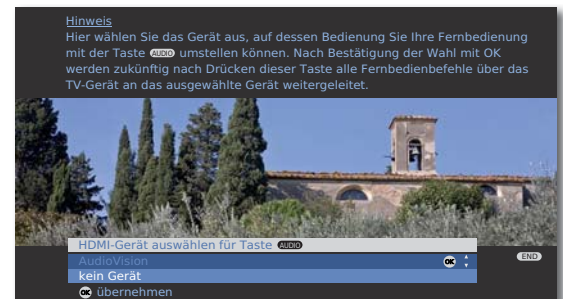 Hinweis
Hier wählen Sie das Gerät aus, auf dessen Bedienung Sie Ihre Fernbedienung
mit der Taste AUDIO umstellen können. Nach Bestätigung der Wahl mit OK
werden zukünftig nach Drücken dieser Taste alle Fernbedienbefehle über das
TV-Gerät an das ausgewählte Gerät weitergeleitet.
HDMI-Gerät auswählen für Taste AUDIO
AudioVision OK
END
kein Gerät
OK übernehmen